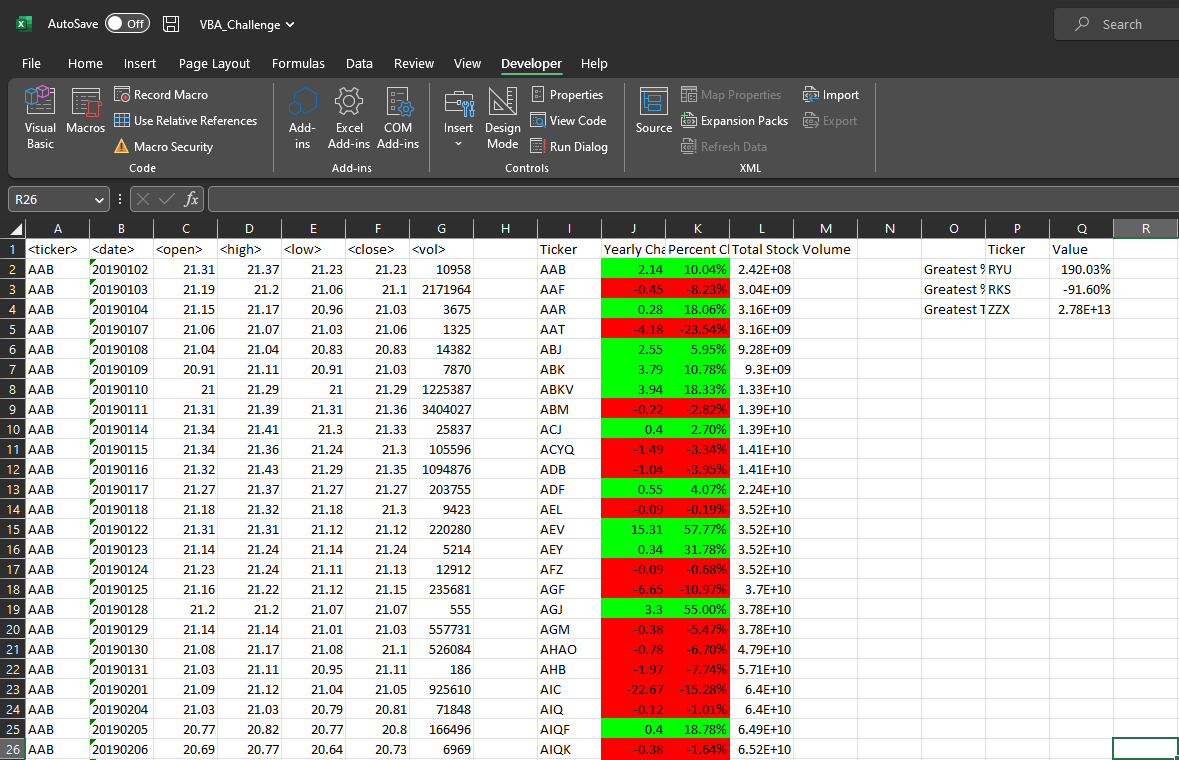 AutoSave Off VBA_Challenge Search
File Home Insert Page Layout Formulas Data Review View Developer Help
Visual Basic
Macros
Record Macro
Use Relative References
Macro Security
Code
Add-ins
Excel Add-ins
COM Add-ins
Add-ins
Insert
Design Mode
Properties
View Code
Run Dialog
Controls
Source
Map Properties
Expansion Packs
Refresh Data
Import
Export
XML
R26 fx
A B C D E F G H I J K L M N O P Q R
1 <ticker> <date> <open> <high> <low> <close> <vol> Ticker Yearly Cha Percent C Total Stock Volume Ticker Value
2 AAB 20190102 21.31 21.37 21.23 21.23 10958 AAB 2.14 10.04% 2.42E+08 Greatest % RYU 190.03%
3 AAB 20190103 21.19 21.2 21.06 21.1 2171964 AAF -0.45 -8.23% 3.04E+09 Greatest % RKS -91.60%
4 AAB 20190104 21.15 21.17 20.96 21.03 3675 AAR 0.28 18.06% 3.16E+09 Greatest T ZZX 2.78E+13
5 AAB 20190107 21.06 21.07 21.03 21.06 1325 AAT -4.18 -23.54% 3.16E+09
6 AAB 20190108 21.04 21.04 20.83 20.83 14382 ABJ 2.55 5.95% 9.28E+09
7 AAB 20190109 20.91 21.11 20.91 21.03 7870 ABK 3.79 10.78% 9.3E+09
8 AAB 20190110 21 21.29 21 21.29 1225387 ABKV 3.94 18.33% 1.33E+10
9 AAB 20190111 21.31 21.39 21.31 21.36 3404027 ABM -0.22 -2.82% 1.39E+10
10 AAB 20190114 21.34 21.41 21.3 21.33 25837 ACJ 0.4 2.70% 1.39E+10
11 AAB 20190115 21.34 21.36 21.24 21.3 105596 ACYQ -1.49 -3.34% 1.41E+10
12 AAB 20190116 21.32 21.43 21.29 21.35 1094876 ADB -1.04 -3.95% 1.41E+10
13 AAB 20190117 21.27 21.37 21.27 21.27 203755 ADF 0.55 4.07% 2.24E+10
14 AAB 20190118 21.18 21.32 21.18 21.3 9423 AEL -0.09 -0.19% 3.52E+10
15 AAB 20190122 21.31 21.31 21.12 21.12 220280 AEV 15.31 57.77% 3.52E+10
16 AAB 20190123 21.14 21.24 21.14 21.24 5214 AEY 0.34 31.78% 3.52E+10
17 AAB 20190124 21.23 21.24 21.11 21.13 12912 AFZ -0.09 -0.68% 3.52E+10
18 AAB 20190125 21.16 21.22 21.12 21.15 235681 AGF -6.65 -10.97% 3.7E+10
19 AAB 20190128 21.2 21.2 21.07 21.07 555 AGJ 3.3 55.00% 3.78E+10
20 AAB 20190129 21.14 21.14 21.01 21.03 557731 AGM -0.38 -5.47% 3.78E+10
21 AAB 20190130 21.08 21.17 21.08 21.1 526084 AHAO -0.78 -6.70% 4.79E+10
22 AAB 20190131 21.03 21.11 20.95 21.11 186 AHB -1.97 -7.74% 5.71E+10
23 AAB 20190201 21.09 21.12 21.04 21.05 925610 AIC -22.67 -15.28% 6.4E+10
24 AAB 20190204 21.03 21.03 20.79 20.81 71848 AIQ -0.12 -1.01% 6.4E+10
25 AAB 20190205 20.77 20.82 20.77 20.8 166496 AIQF 0.4 18.78% 6.49E+10
26 AAB 20190206 20.69 20.77 20.64 20.73 6969 AIQK -0.38 -1.64% 6.52E+10